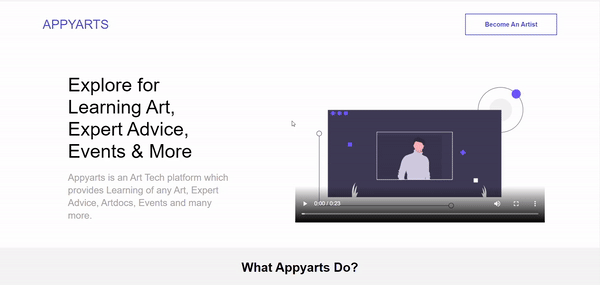 APPYARTS
Become An Artist
Explore for
Learning Art,
Expert Advice,
Events & More
Appyarts is an Art Tech platform which
provides Learning of any Art, Expert
Advice, Artdocs, Events and many
more.
0:00 / 0:23
What Appyarts Do?